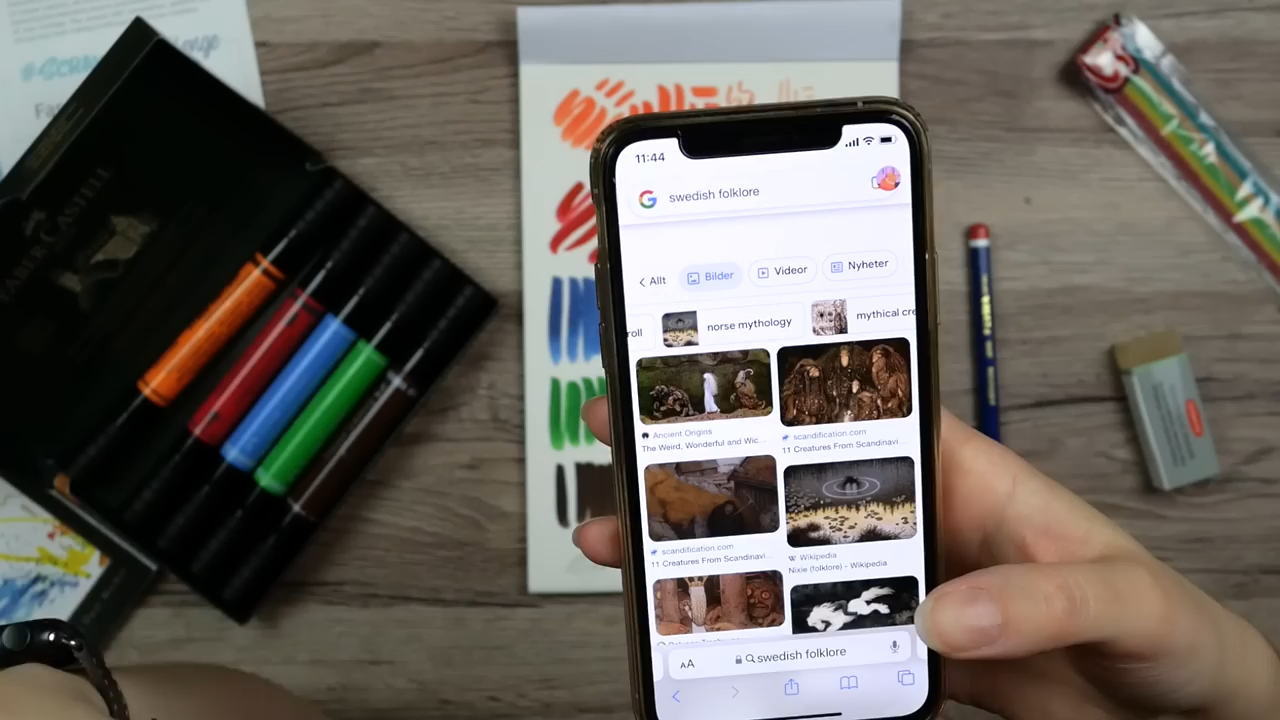 FABER-CASTELL
11:44
swedish folklore
Allt
Bilder
Videor
Nyheter
roll
norse mythology
mythical cre
Ancient Origins
The Weird, Wonderful and Wic...
scandification.com
11 Creatures From Scandinavi...
scandification.com
11 Creatures From Scandinavi...
Wikipedia
Nixie (folklore) - Wikipedia
AA
swedish folklore